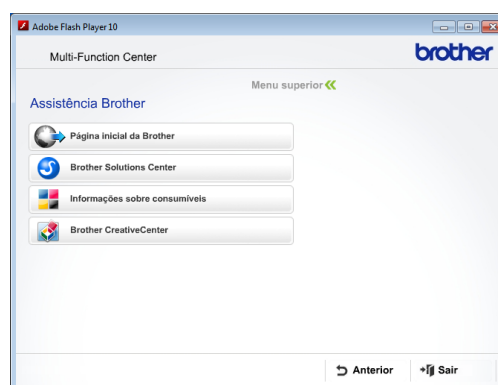 Adobe Flash Player 10
Multi-Function Center
brother
Menu superior
Assistência Brother
Página inicial da Brother
Brother Solutions Center
Informações sobre consumíveis
Brother CreativeCenter
Anterior
Sair